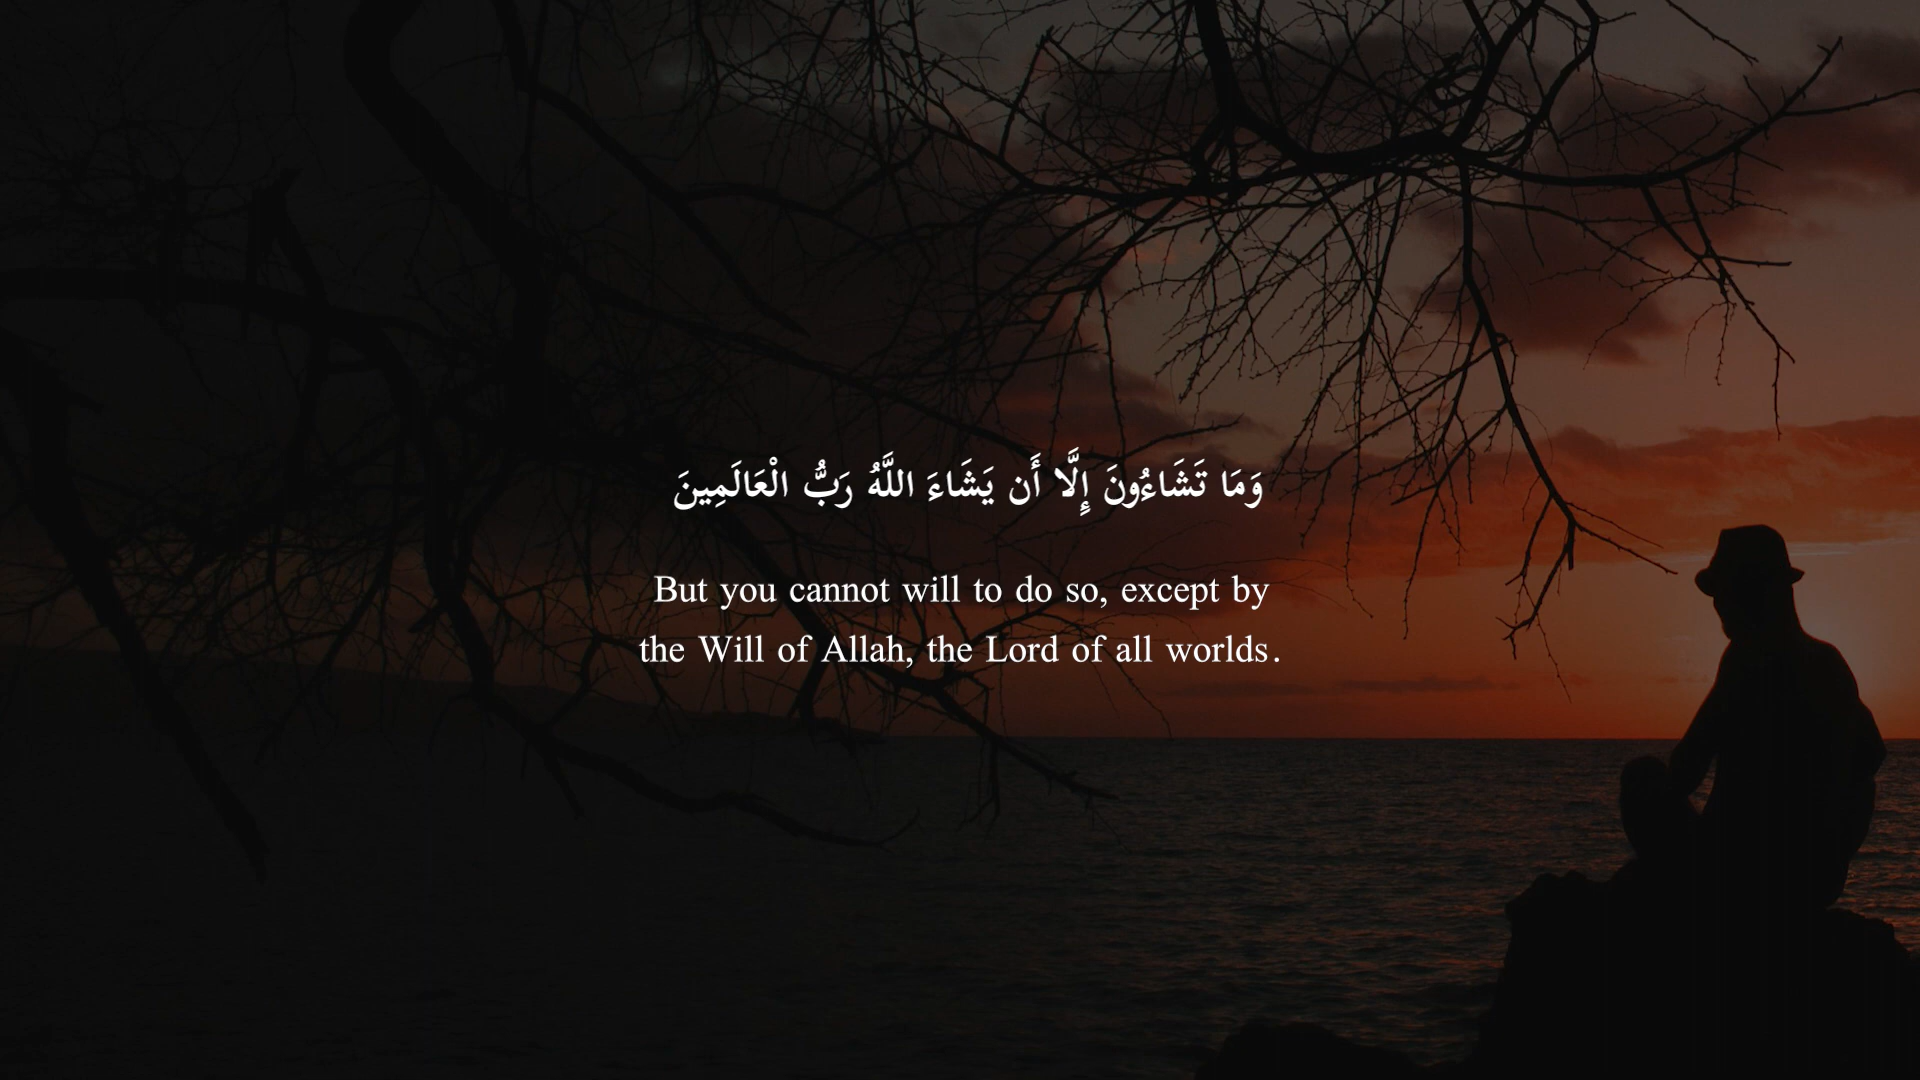 وَمَا تَشَاءُونَ إِلَّا أَن يَشَاءَ اللَّهُ رَبُّ الْعَالَمِينَ
But you cannot will to do so, except by
the Will of Allah, the Lord of all worlds.